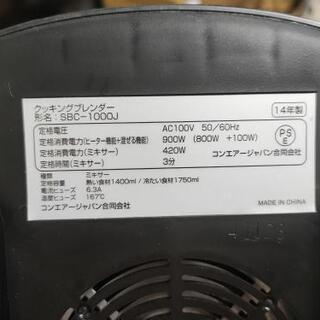 クッキングブレンダー
形名：SBC-1000J
14年製
定格電圧 AC100V 50／60Hz
定格消費電力(ヒーター機能＋混ぜる機能) 900W (800W +100W)
定格消費電力(ミキサー) 420W
定格時間(ミキサー) 3分
PSE
コンエアージャパン合同会社
種類 ミキサー
定格容量 熱い食材1400ml／冷たい食材1750ml
電流ヒューズ 6.3A
温度ヒューズ 167℃
コンエアージャパン合同会社
MADE IN CHINA